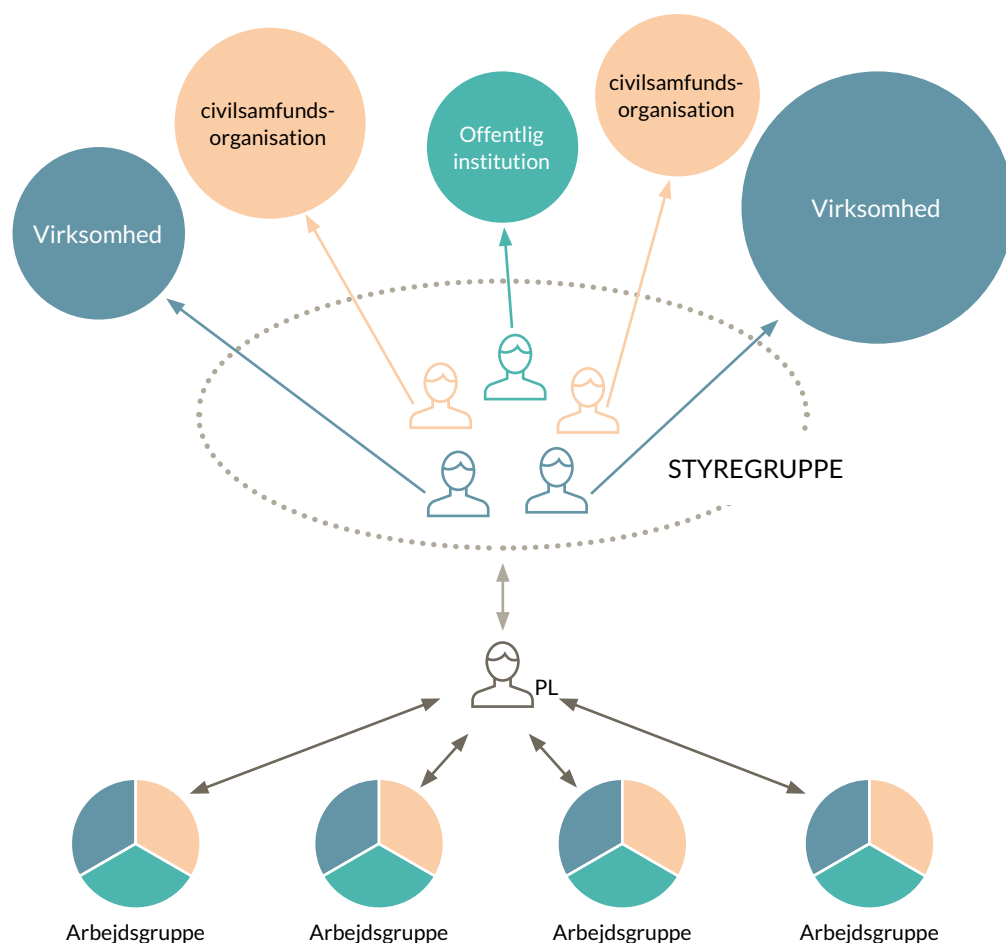 civilsamfunds-
organisation
civilsamfunds-
organisation
Offentlig
institution
Virksomhed
Virksomhed
STYREGRUPPE
PL
Arbejdsgruppe
Arbejdsgruppe
Arbejdsgruppe
Arbejdsgruppe